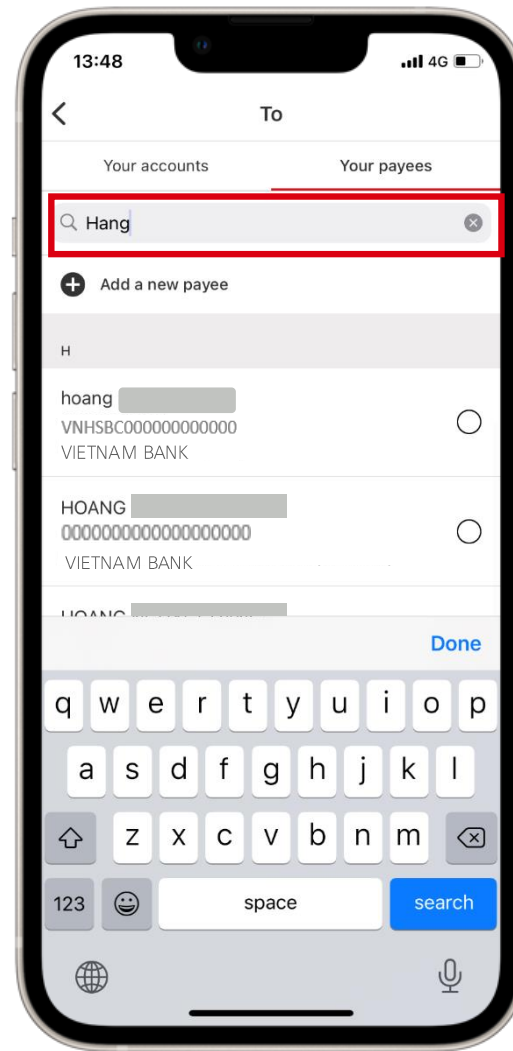 13:48 4G
To
Your accounts Your payees
Hang
Add a new payee
H
hoang
VNHSBC000000000000
VIETNAM BANK
HOANG
0000000000000000000
VIETNAM BANK
HOANG
Done
q w e r t y u i o p
a s d f g h j k l
z x c v b n m
123 space search